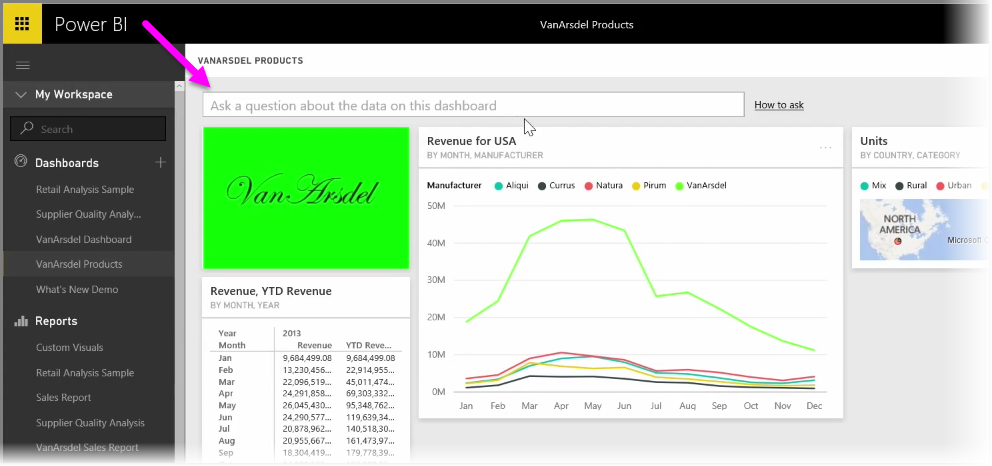 Power BI
VanArsdel Products
VANARSDEL PRODUCTS
My Workspace
Search
Dashboards
Retail Analysis Sample
Supplier Quality Analy...
VanArsdel Dashboard
VanArsdel Products
What's New Demo
Reports
Custom Visuals
Retail Analysis Sample
Sales Report
Supplier Quality Analysis
VanArsdel Sales Report
Ask a question about the data on this dashboard
How to ask
VanArsdel
Revenue, YTD Revenue
BY MONTH, YEAR
Year 2013
Month Revenue YTD Reve...
Jan 9,684,499.08 9,684,499.08
Feb 13,230,456... 22,914,955...
Mar 22,096,519... 45,011,474...
Apr 24,291,858... 69,303,332...
May 26,045,430... 95,348,762...
Jun 24,290,577... 119,639,34...
Jul 20,878,962... 140,518,30...
Aug 20,955,667... 161,473,97...
Sep 18,304,419... 179,778,39...
Revenue for USA
...
BY MONTH, MANUFACTURER
Manufacturer Aliqui Currus Natura Pirum VanArsdel
50M
40M
30M
20M
10M
0M
Jan Feb Mar Apr May Jun Jul Aug Sep Oct Nov Dec
Units
BY COUNTRY, CATEGORY
Mix Rural Urban
NORTH
AMERICA
Microsoft C